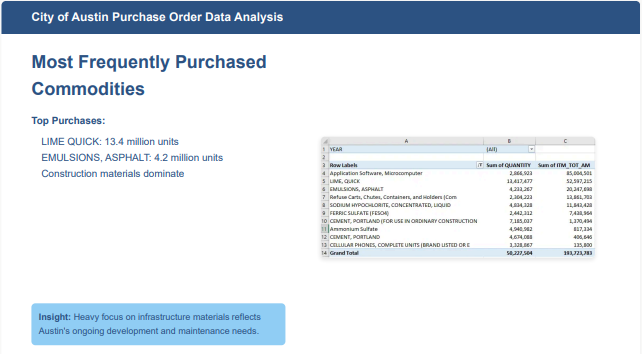 City of Austin Purchase Order Data Analysis
Most Frequently Purchased
Commodities
Top Purchases:
LIME QUICK: 13.4 million units
EMULSIONS, ASPHALT: 4.2 million units
Construction materials dominate
A B C
1 YEAR (All)
2
3 Row Labels Sum of QUANTITY Sum of ITM_TOT_AM
4 Application Software, Microcomputer 2,866,923 85,004,501
5 LIME, QUICK 13,417,477 52,597,215
6 EMULSIONS, ASPHALT 4,233,267 20,247,898
7 Refuse Carts, Chutes, Containers, and Holders (Com 2,304,223 13,881,703
8 SODIUM HYPOCHLORITE, CONCENTRATED, LIQUID 4,834,328 11,843,428
9 FERRIC SULFATE (FESO4) 2,442,312 7,438,964
10 CEMENT, PORTLAND (FOR USE IN ORDINARY CONSTRUCTION 7,185,037 1,370,494
11 Ammonium Sulfate 4,940,982 817,334
12 CEMENT, PORTLAND 4,674,088 406,646
13 CELLULAR PHONES, COMPLETE UNITS (BRAND LISTED OR E 3,328,867 135,800
14 Grand Total 50,227,504 193,723,783
Insight: Heavy focus on infrastructure materials reflects
Austin's ongoing development and maintenance needs.